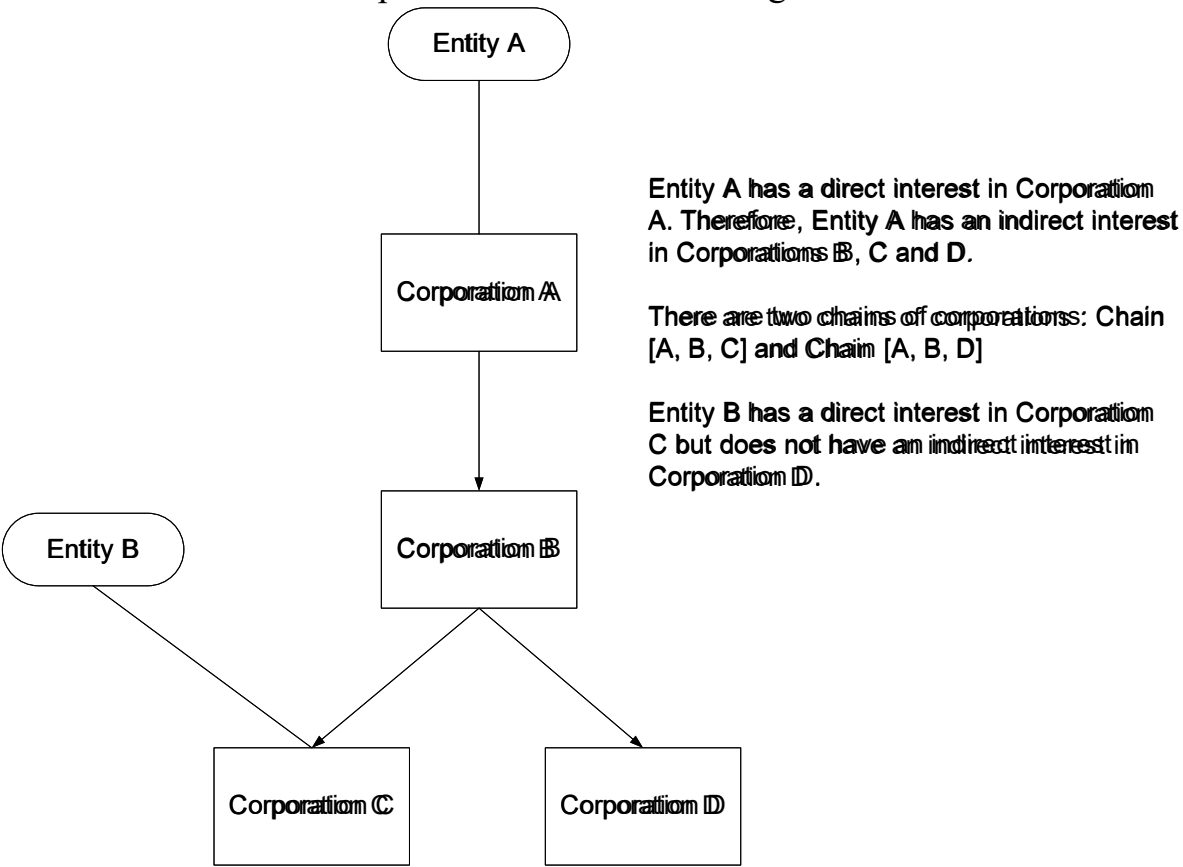 Entity A
Entity A has a direct interest in Corporation
A. Therefore, Entity A has an indirect interest
in Corporations B, C and D.
Corporation A
There are two chains of corporations: Chain
[A, B, C] and Chain [A, B, D]
Entity B has a direct interest in Corporation
C but does not have an indirect interest in
Corporation D.
Entity B
Corporation B
Corporation C
Corporation D